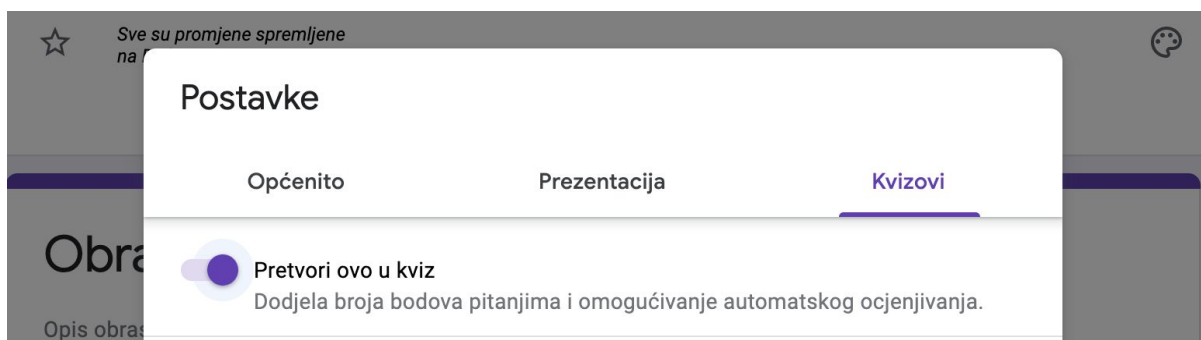 Sve su promjene spremljene
na
Postavke
Općenito Prezentacija Kvizovi
Pretvori ovo u kviz
Dodjela broja bodova pitanjima i omogućivanje automatskog ocjenjivanja.
Obra
Opis obras